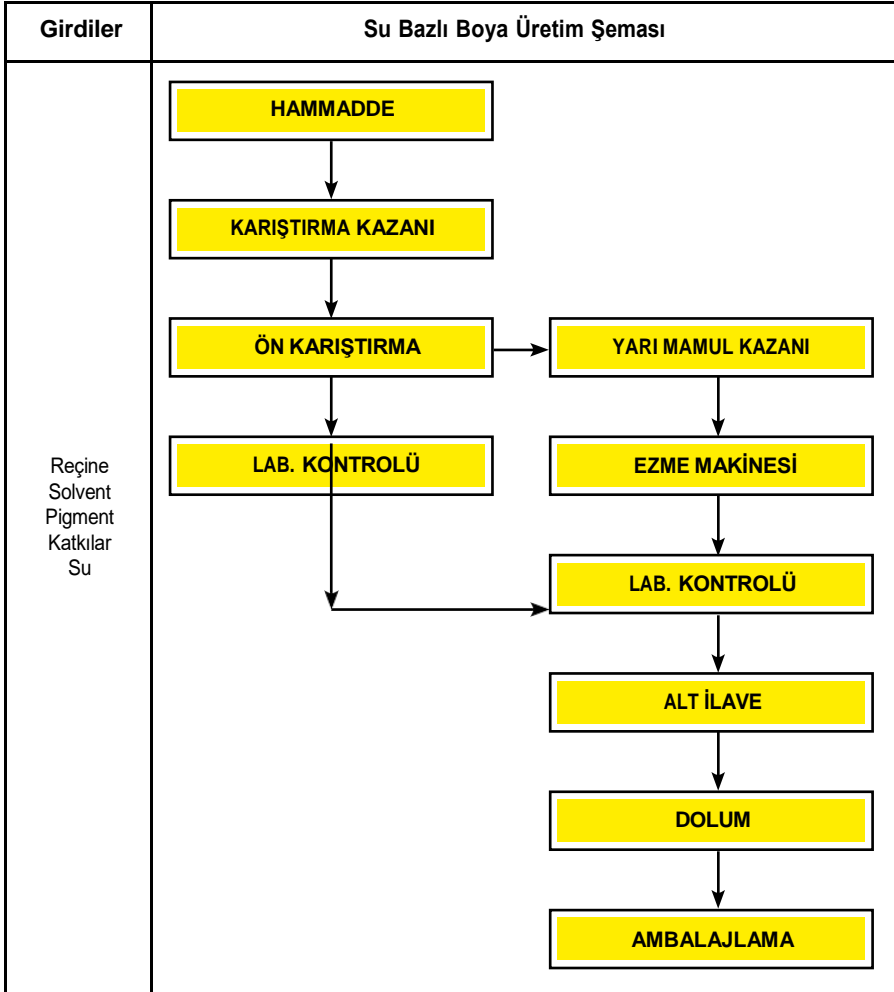 Girdiler
Su Bazlı Boya Üretim Şeması
HAMMADDE
KARIŞTIRMA KAZANI
ÖN KARIŞTIRMA
YARI MAMUL KAZANI
LAB. KONTROLÜ
EZME MAKİNESİ
Reçine
Solvent
Pigment
Katkılar
Su
LAB. KONTROLÜ
ALT İLAVE
DOLUM
AMBALAJLAMA